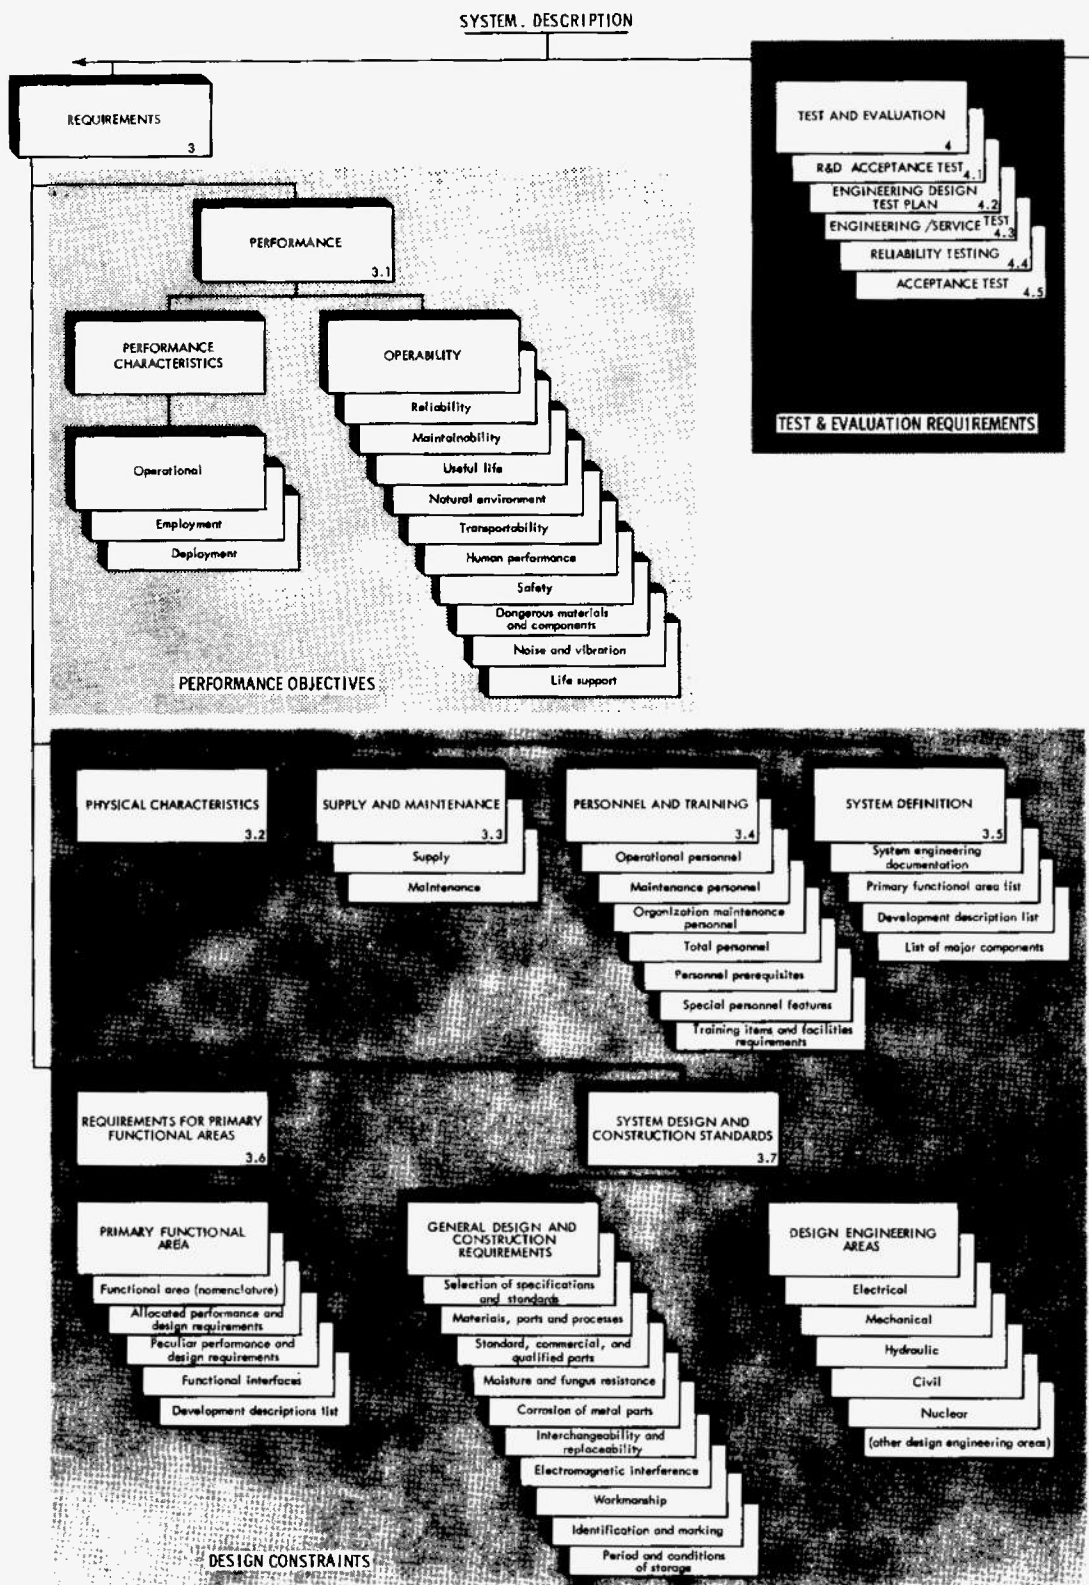 SYSTEM. DESCRIPTION
REQUIREMENTS
3
TEST AND EVALUATION
4
R&D ACCEPTANCE TEST
4.1
ENGINEERING DESIGN
TEST PLAN
4.2
ENGINEERING /SERVICE TEST
4.3
RELIABILITY TESTING
4.4
ACCEPTANCE TEST
4.5
TEST & EVALUATION REQUIREMENTS
PERFORMANCE
3.1
PERFORMANCE
CHARACTERISTICS
Operational
Employment
Deployment
OPERABILITY
Reliability
Maintainability
Useful life
Natural environment
Transportability
Human performance
Safety
Dangerous materials
and components
Noise and vibration
Life support
PERFORMANCE OBJECTIVES
PHYSICAL CHARACTERISTICS
3.2
SUPPLY AND MAINTENANCE
3.3
Supply
Maintenance
PERSONNEL AND TRAINING
3.4
Operational personnel
Maintenance personnel
Organization maintenance
personnel
Total personnel
Personnel prerequisites
Special personnel features
Training items and facilities
requirements
SYSTEM DEFINITION
3.5
System engineering
documentation
Primary functional area list
Development description list
List of major components
REQUIREMENTS FOR PRIMARY
FUNCTIONAL AREAS
3.6
SYSTEM DESIGN AND
CONSTRUCTION STANDARDS
3.7
PRIMARY FUNCTIONAL
AREA
Functional area (nomenclature)
Allocated performance and
design requirements
Peculiar performance and
design requirements
Functional interfaces
Development descriptions list
GENERAL DESIGN AND
CONSTRUCTION
REQUIREMENTS
Selection of specifications
and standards
Materials, parts and processes
Standard, commercial, and
qualified parts
Moisture and fungus resistance
Corrosion of metal parts
Interchangeability and
replaceability
Electromagnetic interference
Workmanship
Identification and marking
Period and conditions
of storage
DESIGN ENGINEERING
AREAS
Electrical
Mechanical
Hydraulic
Civil
Nuclear
(other design engineering areas)
DESIGN CONSTRAINTS